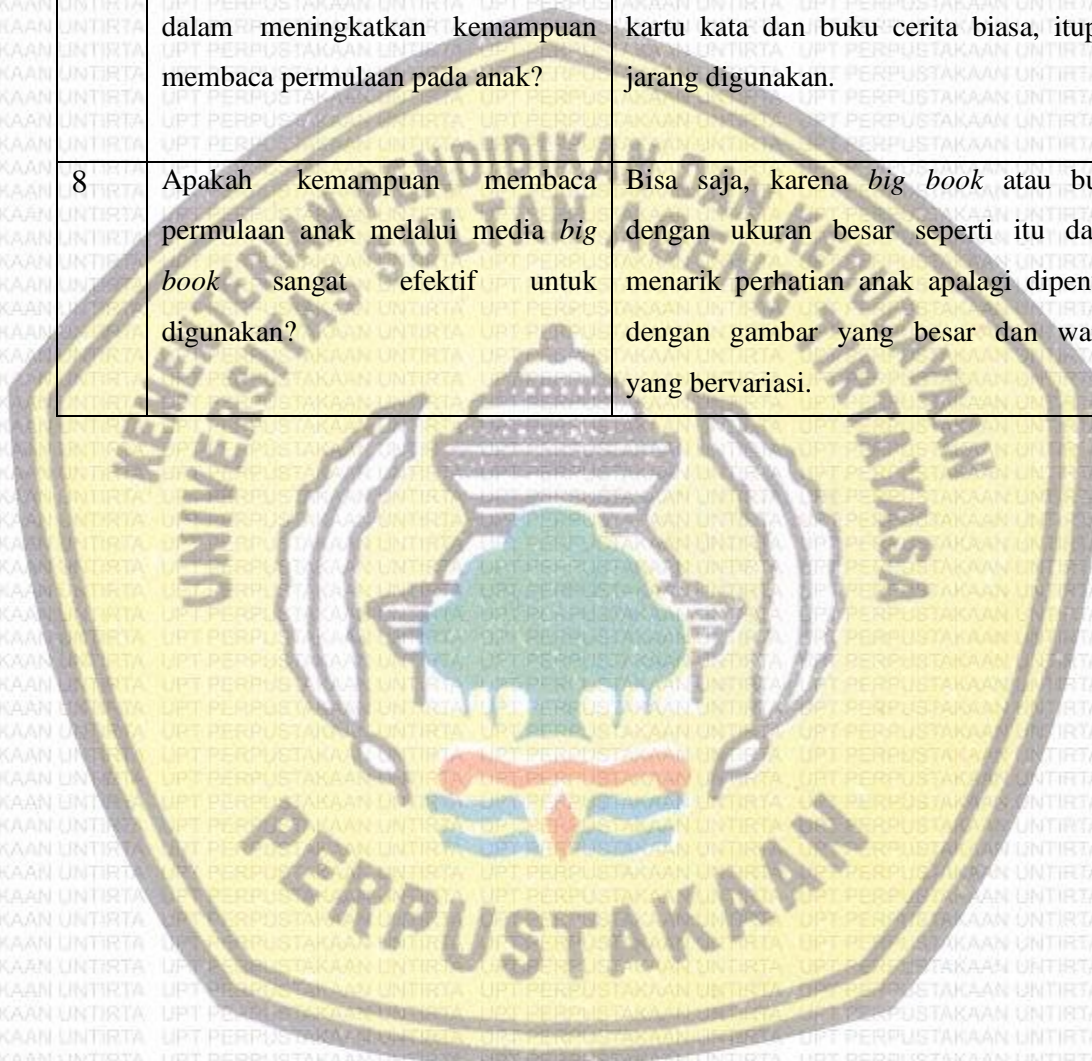 dalam meningkatkan kemampuan
membaca permulaan pada anak?
kartu kata dan buku cerita biasa,
jarang digunakan.
8
Apakah kemampuan membaca
permulaan anak melalui media big
book sangat efektif untuk
digunakan?
Bisa saja, karena big book atau
dengan ukuran besar seperti itu
menarik perhatian anak apalagi
dengan gambar yang besar dan
yang bervariasi.
KEMENTERIAN PENDIDIKAN DAN KEBUDAYAAN
UNIVERSITAS SULTAN AGENG TIRTAYASA
PERPUSTAKAAN
UPT PERPUSTAKAAN UNTIRTA